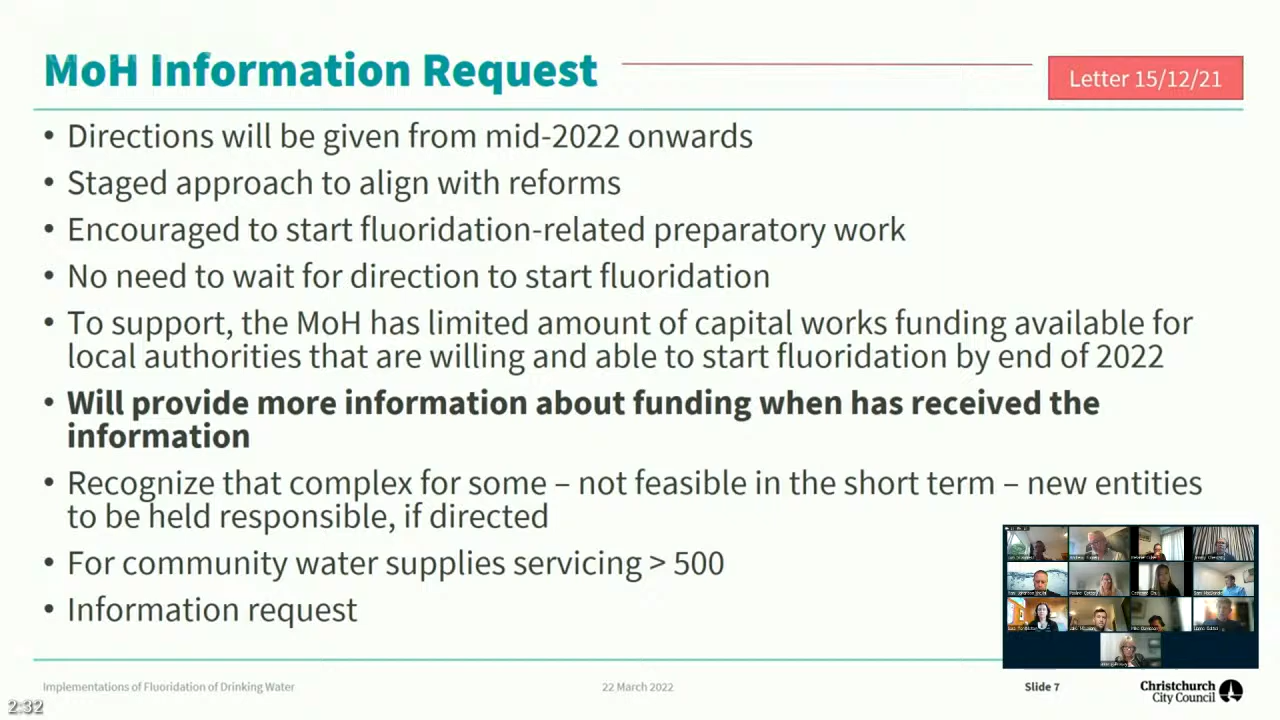 MoH Information Request
Letter 15/12/21
• Directions will be given from mid-2022 onwards
• Staged approach to align with reforms
• Encouraged to start fluoridation-related preparatory work
• No need to wait for direction to start fluoridation
• To support, the MoH has limited amount of capital works funding available for
local authorities that are willing and able to start fluoridation by end of 2022
• Will provide more information about funding when has received the
information
• Recognize that complex for some – not feasible in the short term – new entities
to be held responsible, if directed
• For community water supplies servicing > 500
• Information request
Implementations of Fluoridation of Drinking Water
22 March 2022
Slide 7
Christchurch
City Council
2:32